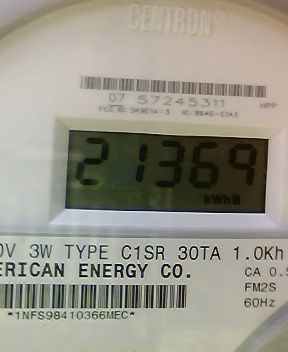 CENTRON®
07 57245311
21369
kWh
0V 3W TYPE C1SR 30TA 1.0Kh
ERICAN ENERGY CO.
CA 0.5
FM2S
60Hz
*1NFS98410366MEC*